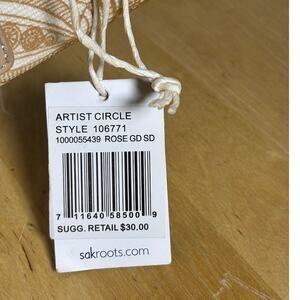 ARTIST CIRCLE
STYLE 106771
1000055439 ROSE GD SD
7 11640 58500 9
SUGG. RETAIL $30.00
sakroots.com